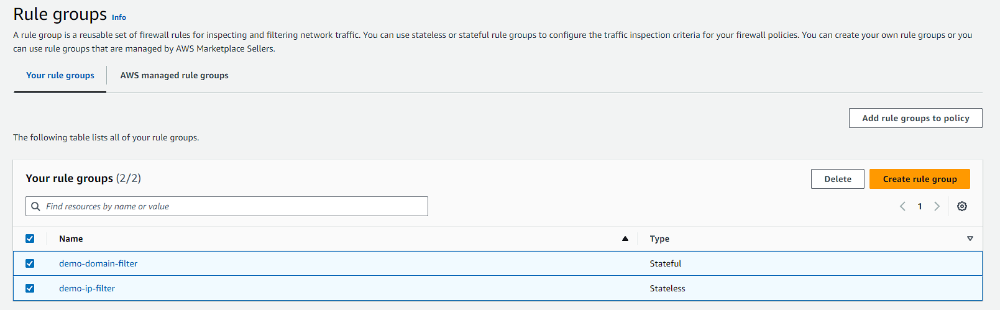 Rule groups Info
A rule group is a reusable set of firewall rules for inspecting and filtering network traffic. You can use stateless or stateful rule groups to configure the traffic inspection criteria for your firewall policies. You can create your own rule groups or you
can use rule groups that are managed by AWS Marketplace Sellers.
Your rule groups AWS managed rule groups
Add rule groups to policy
The following table lists all of your rule groups.
Your rule groups (2/2) Delete Create rule group
Find resources by name or value 1
Name Type
demo-domain-filter Stateful
demo-ip-filter Stateless